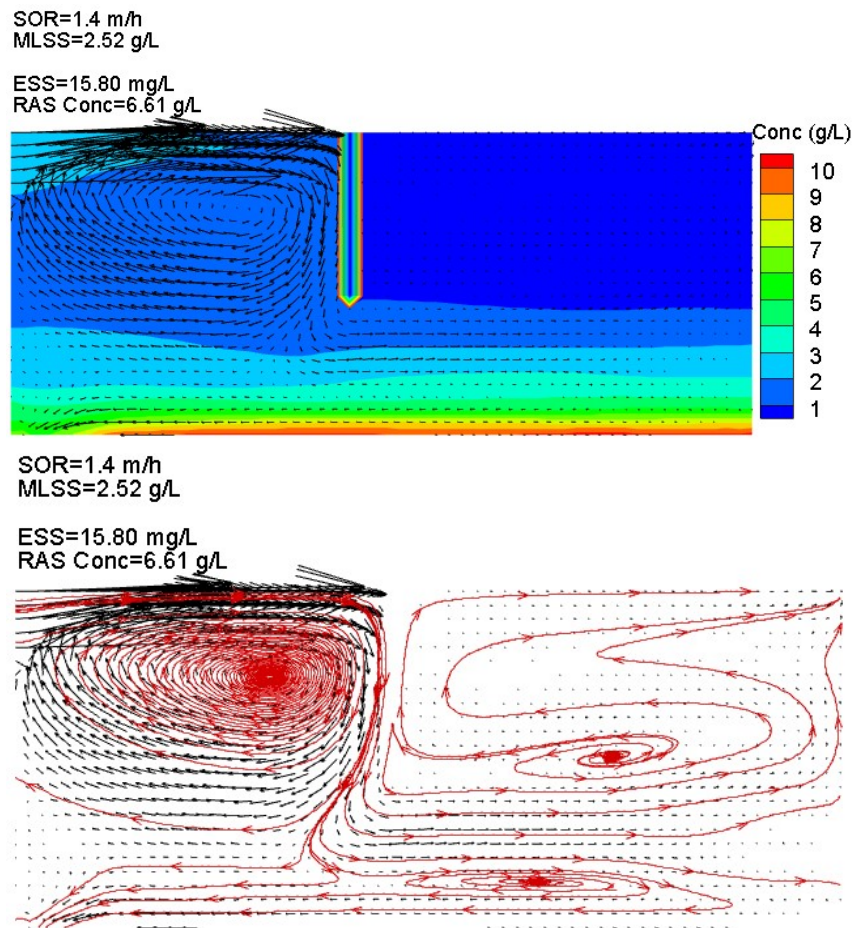 SOR=1.4 m/h
MLSS=2.52 g/L
ESS=15.80 mg/L
RAS Conc=6.61 g/L
Conc (g/L)
10
9
8
7
6
5
4
3
2
1
SOR=1.4 m/h
MLSS=2.52 g/L
ESS=15.80 mg/L
RAS Conc=6.61 g/L